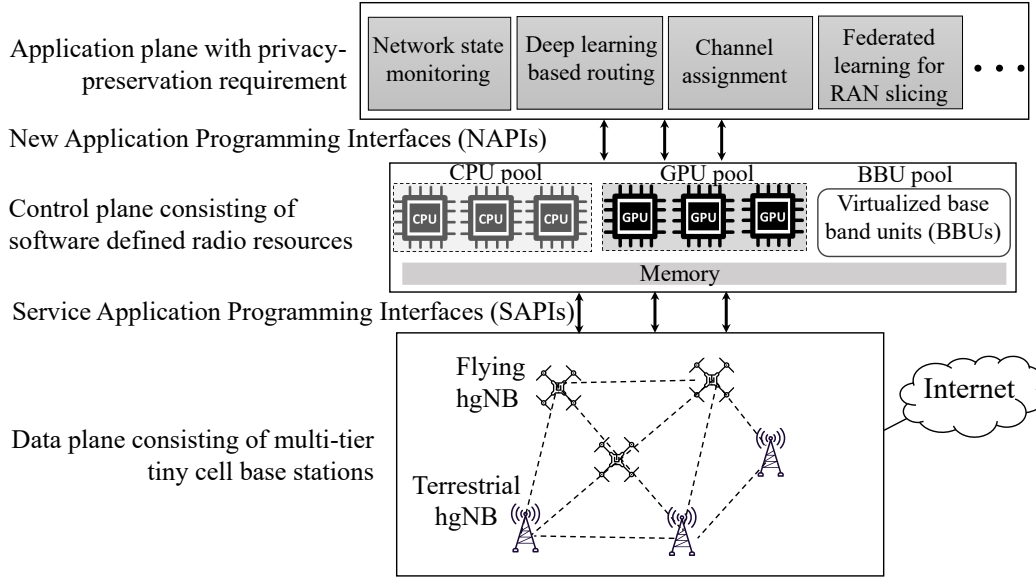 Application plane with privacy-
preservation requirement
Network state
monitoring
Deep learning
based routing
Channel
assignment
Federated
learning for
RAN slicing
• • •
New Application Programming Interfaces (NAPIs)
Control plane consisting of
software defined radio resources
CPU pool
CPU
CPU
CPU
GPU pool
GPU
GPU
GPU
BBU pool
Virtualized base
band units (BBUs)
Memory
Service Application Programming Interfaces (SAPIs)
Data plane consisting of multi-tier
tiny cell base stations
Flying
hgNB
Terrestrial
hgNB
Internet